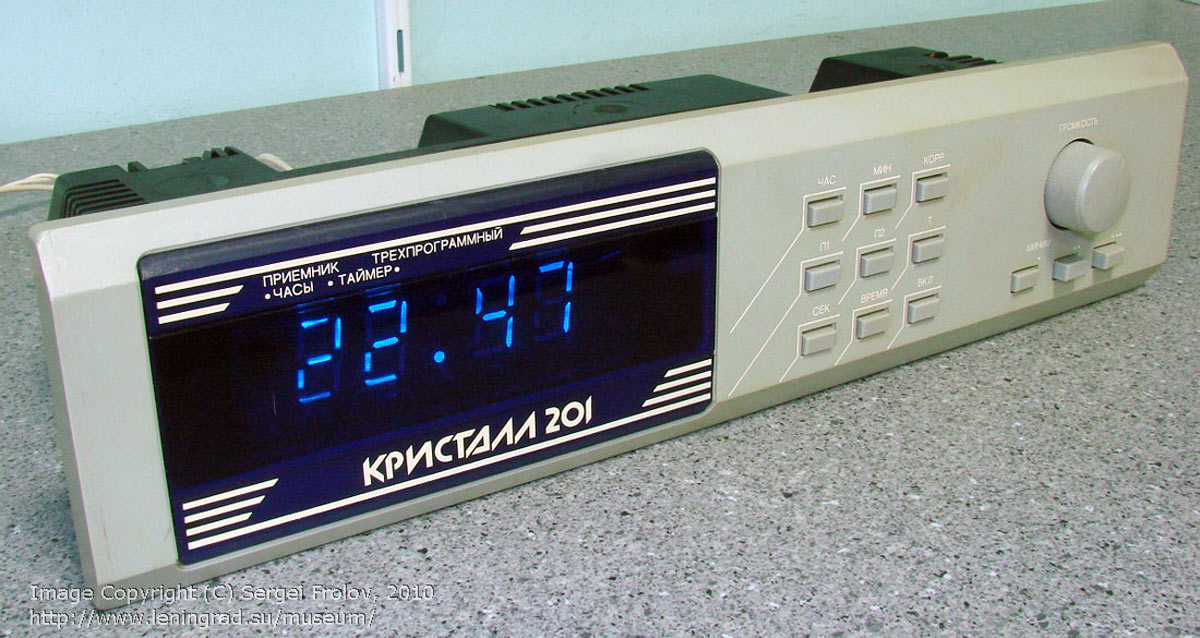 ПРИЕМНИК ТРЕХПРОГРАММНЫЙ
• ЧАСЫ • ТАЙМЕР •
22.47
КРИСТАЛЛ 201
ЧАС МИН КОРР
П1 П2 Т
СЕК ВРЕМЯ ВКЛ
ГРОМКОСТЬ
• •••
Image Copyright (C) Sergei Frolov, 2010
http://www.leningrad.su/museum/